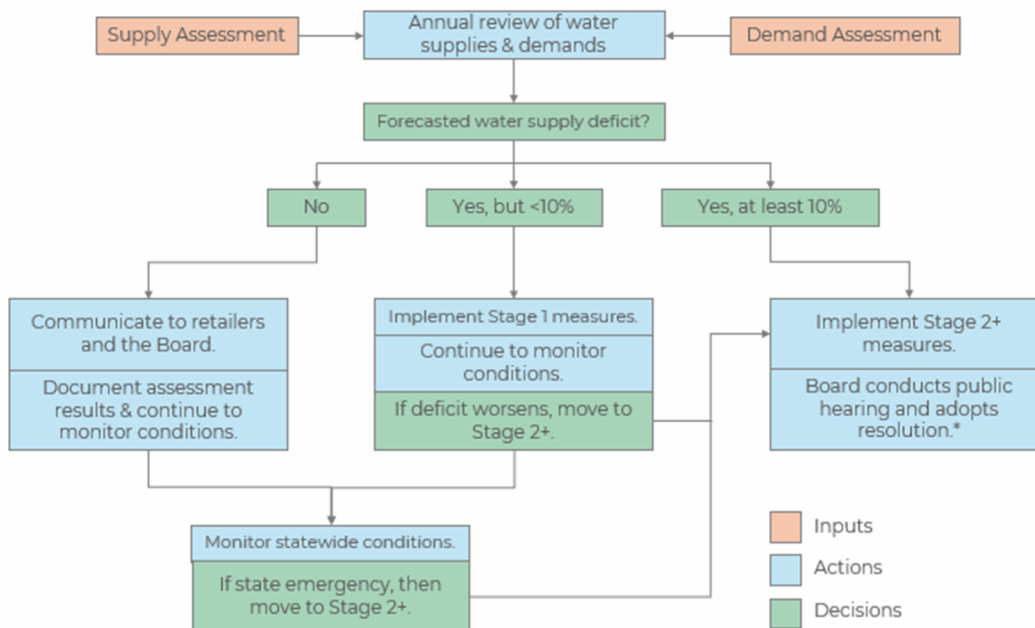 Supply Assessment
Annual review of water
supplies & demands
Demand Assessment
Forecasted water supply deficit?
No
Yes, but <10%
Yes, at least 10%
Communicate to retailers
and the Board.
Document assessment
results & continue to
monitor conditions.
Implement Stage 1 measures.
Continue to monitor
conditions.
If deficit worsens, move to
Stage 2+.
Implement Stage 2+
measures.
Board conducts public
hearing and adopts
resolution.*
Monitor statewide conditions.
If state emergency, then
move to Stage 2+.
Inputs
Actions
Decisions